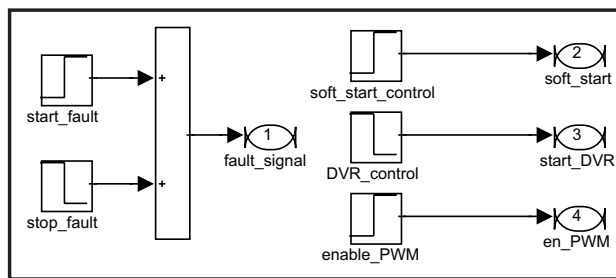 start_fault
+
stop_fault
+
1
fault_signal
soft_start_control
2
soft_start
DVR_control
3
start_DVR
enable_PWM
4
en_PWM